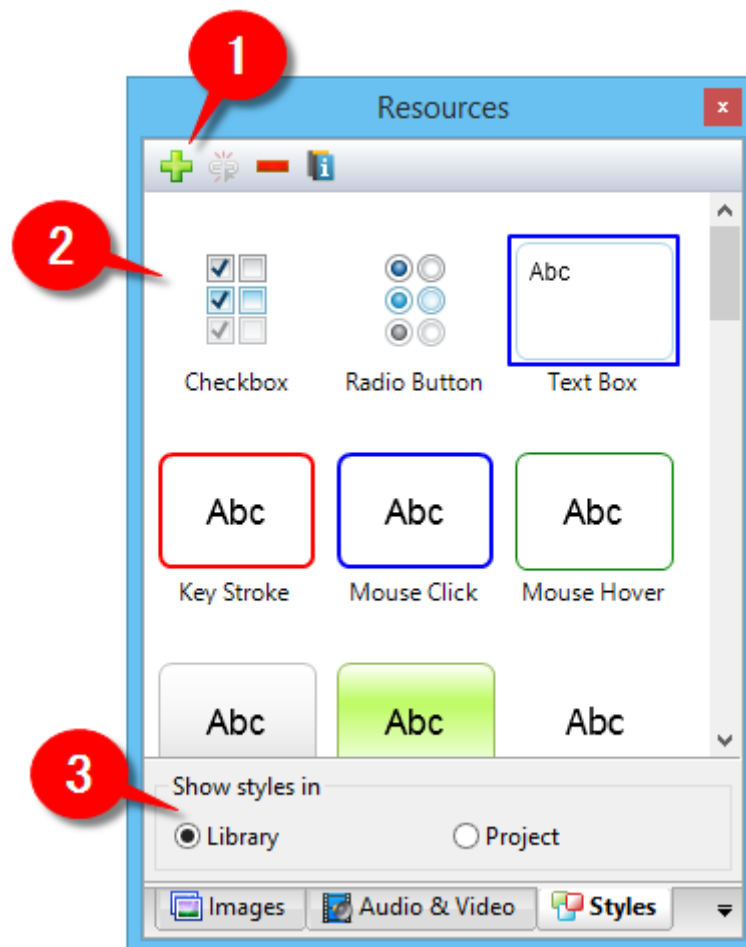 1
Resources
x
i
2
Abc
Checkbox Radio Button Text Box
Abc Abc Abc
Key Stroke Mouse Click Mouse Hover
Abc Abc Abc
3
Show styles in
Library Project
Images Audio & Video Styles